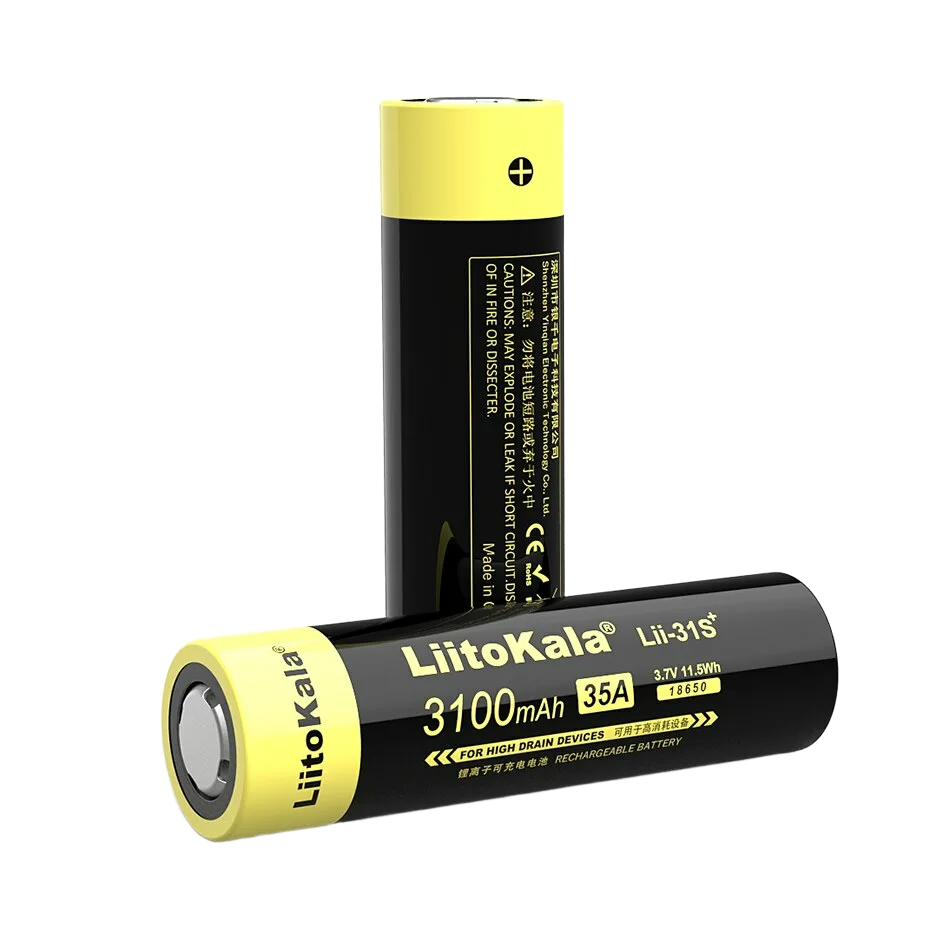 深圳市银千电子科技有限公司
Shenzhen Yinqian Electronic Technology Co., Ltd.
注意：勿将电池短路或弃于火中
CAUTIONS: MAY EXPLODE OR LEAK IF SHORT CIRCUIT.
OF IN FIRE OR DISSECTER.
Made in
CE
RoHS
LiitoKala®
LiitoKala® Lii-31S+
3100mAh 35A
3.7V 11.5Wh
18650
FOR HIGH DRAIN DEVICES 可用于高消耗设备
锂离子可充电电池 RECHARGEABLE BATTERY